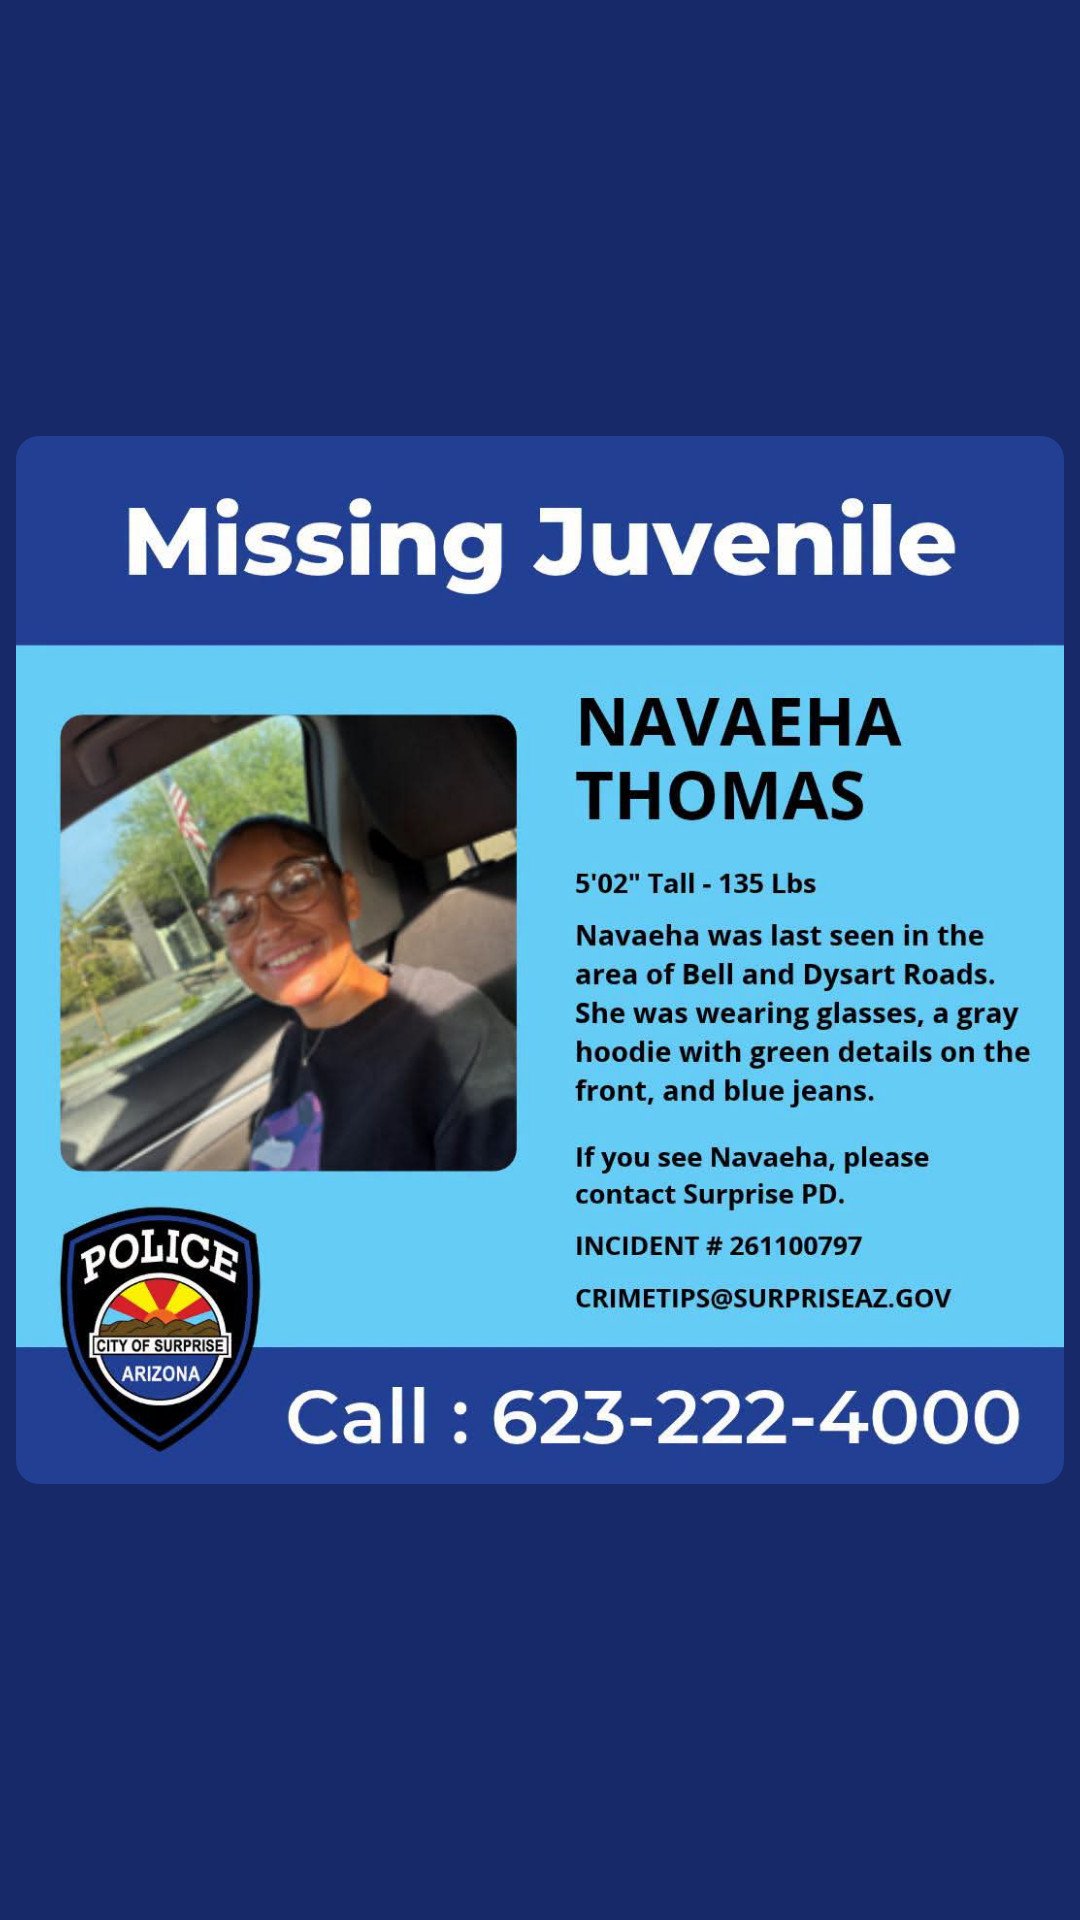 Missing Juvenile
NAVAEHA
THOMAS
5'02" Tall - 135 Lbs
Navaeha was last seen in the
area of Bell and Dysart Roads.
She was wearing glasses, a gray
hoodie with green details on the
front, and blue jeans.
If you see Navaeha, please
contact Surprise PD.
INCIDENT # 261100797
CRIMETIPS@SURPRISEAZ.GOV
POLICE
CITY OF SURPRISE
ARIZONA
Call : 623-222-4000